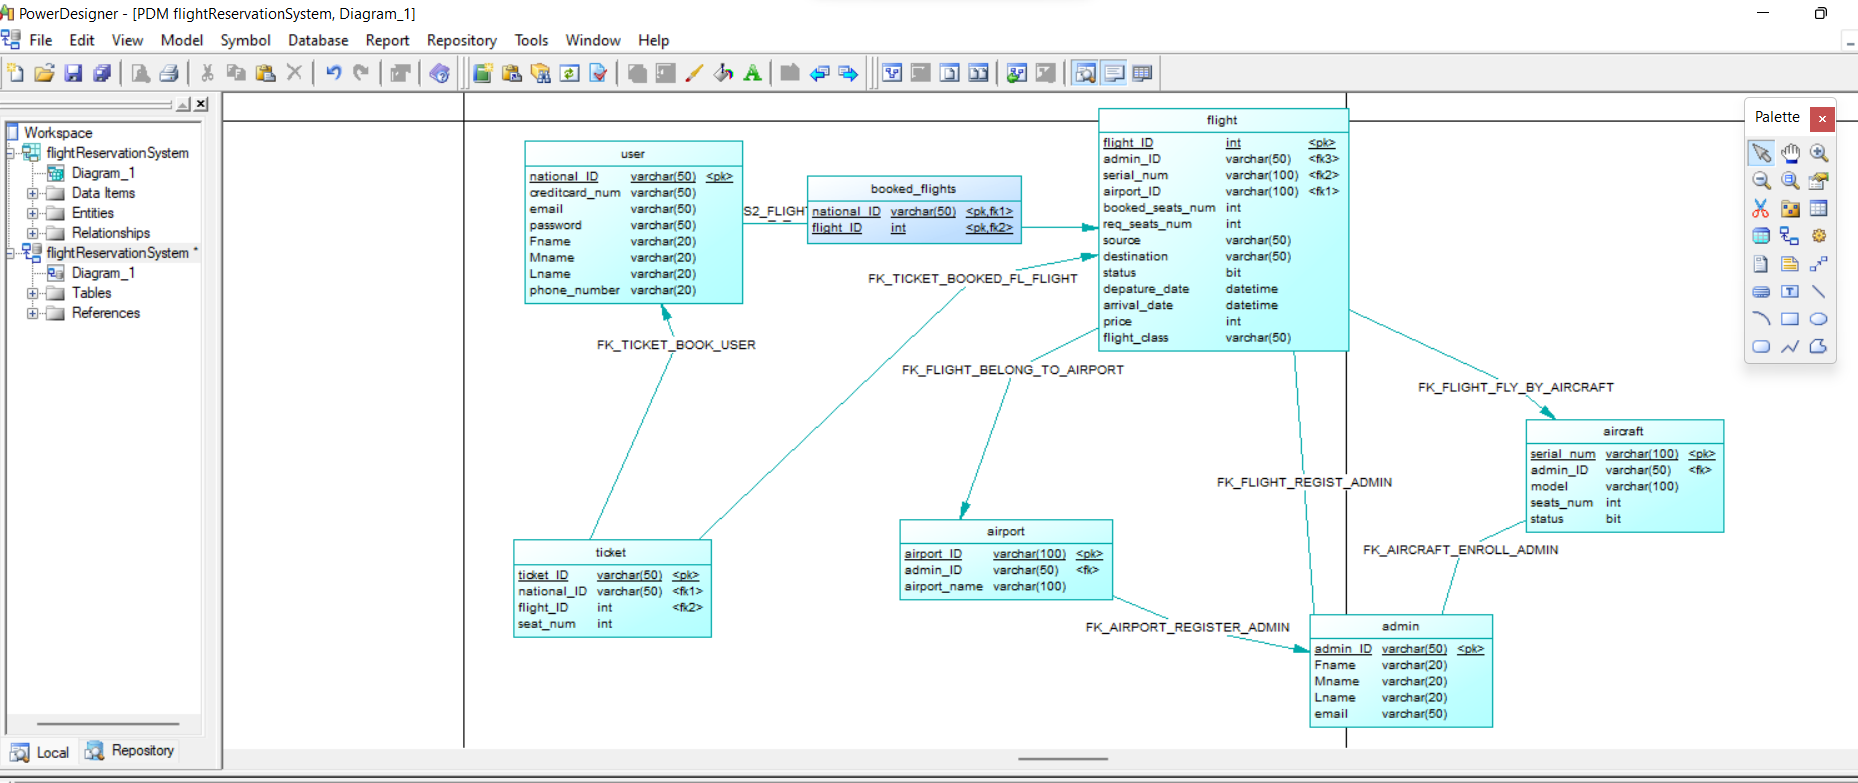 PowerDesigner - [PDM flightReservationSystem, Diagram_1]
File Edit View Model Symbol Database Report Repository Tools Window Help
Workspace
flightReservationSystem
Diagram_1
Data Items
Entities
Relationships
flightReservationSystem *
Diagram_1
Tables
References
Local Repository
user
national_ID varchar(50) <pk>
creditcard_num varchar(50)
email varchar(50)
password varchar(50)
Fname varchar(20)
Mname varchar(20)
Lname varchar(20)
phone_number varchar(20)
S2_FLIGH
booked_flights
national_ID varchar(50) <pk,fk1>
flight_ID int <pk,fk2>
flight
flight_ID int <pk>
admin_ID varchar(50) <fk3>
serial_num varchar(100) <fk2>
airport_ID varchar(100) <fk1>
booked_seats_num int
req_seats_num int
source varchar(50)
destination varchar(50)
status bit
depature_date datetime
arrival_date datetime
price int
flight_class varchar(50)
Palette
FK_TICKET_BOOKED_FL_FLIGHT
FK_TICKET_BOOK_USER
FK_FLIGHT_BELONG_TO_AIRPORT
FK_FLIGHT_FLY_BY_AIRCRAFT
aircraft
serial_num varchar(100) <pk>
admin_ID varchar(50) <fk>
model varchar(100)
seats_num int
status bit
FK_FLIGHT_REGIST_ADMIN
FK_AIRCRAFT_ENROLL_ADMIN
airport
airport_ID varchar(100) <pk>
admin_ID varchar(50) <fk>
airport_name varchar(100)
ticket
ticket_ID varchar(50) <pk>
national_ID varchar(50) <fk1>
flight_ID int <fk2>
seat_num int
FK_AIRPORT_REGISTER_ADMIN
admin
admin_ID varchar(50) <pk>
Fname varchar(20)
Mname varchar(20)
Lname varchar(20)
email varchar(50)